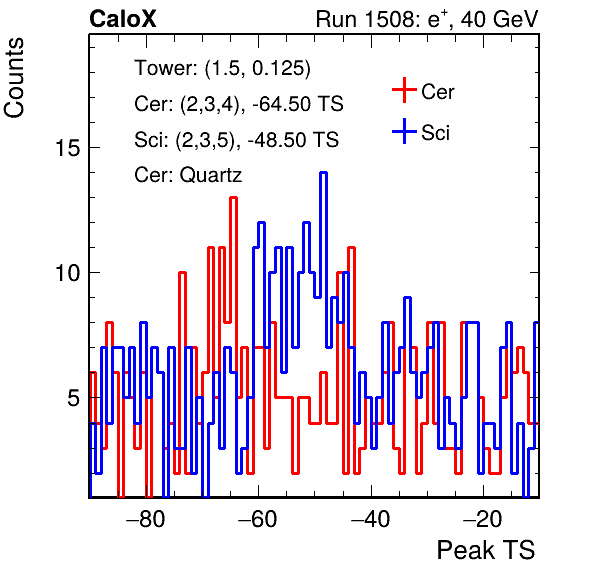 CaloX Run 1508: e+, 40 GeV
Counts
Tower: (1.5, 0.125)
Cer: (2,3,4), -64.50 TS
Sci: (2,3,5), -48.50 TS
Cer: Quartz
Cer
Sci
15
10
5
−80 −60 −40 −20
Peak TS